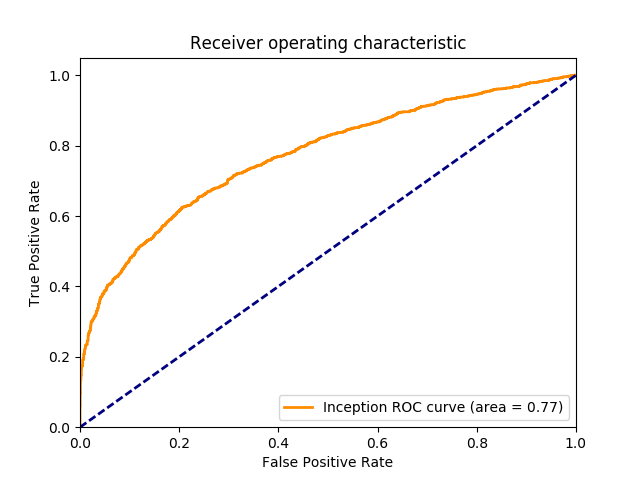 Receiver operating characteristic
True Positive Rate
1.0
0.8
0.6
0.4
0.2
0.0
Inception ROC curve (area = 0.77)
0.0 0.2 0.4 0.6 0.8 1.0
False Positive Rate